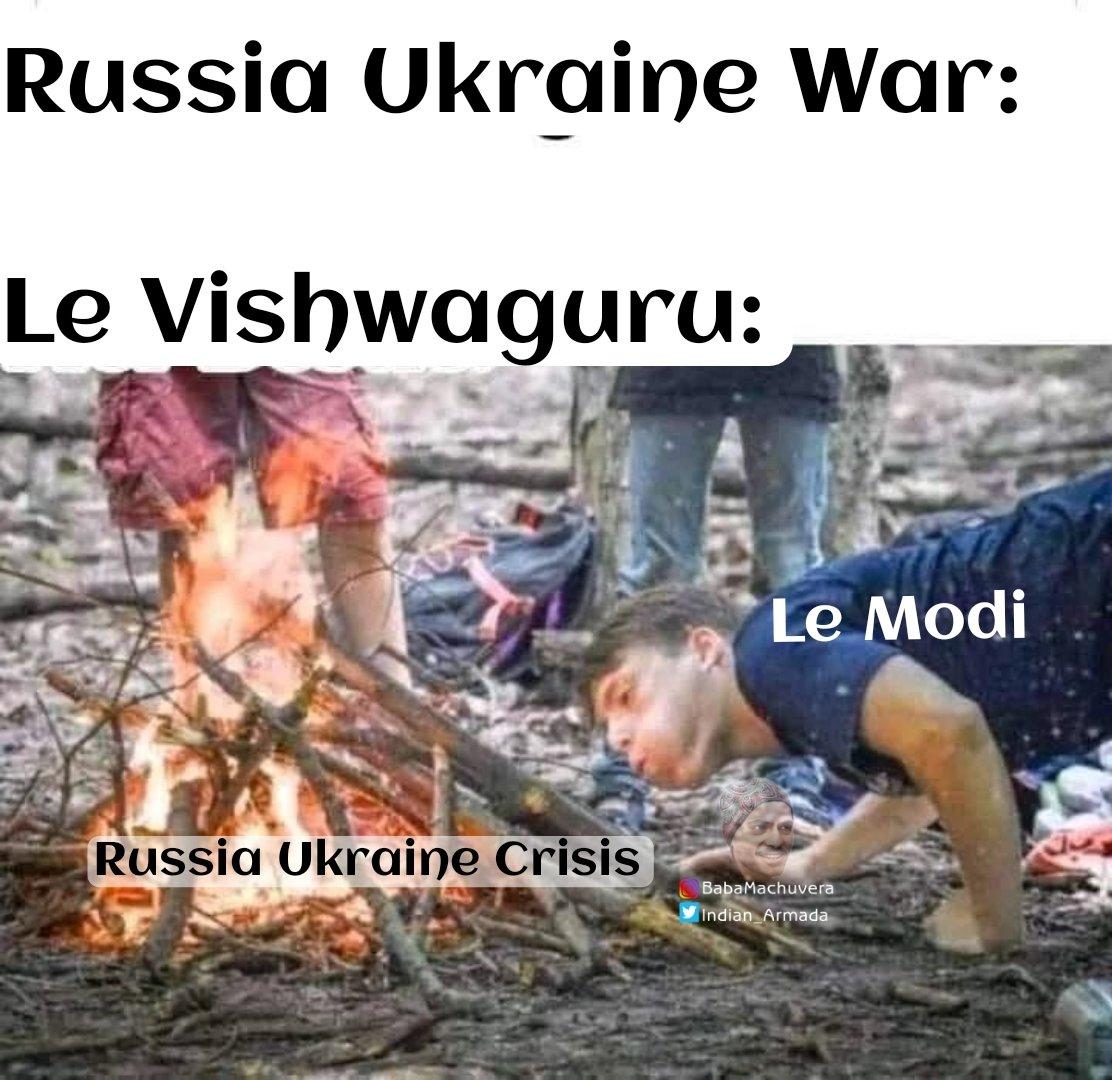 Russia Ukraine War:
Le Vishwaguru:
Le Modi
Russia Ukraine Crisis
BabaMachuvera
Indian_Armada